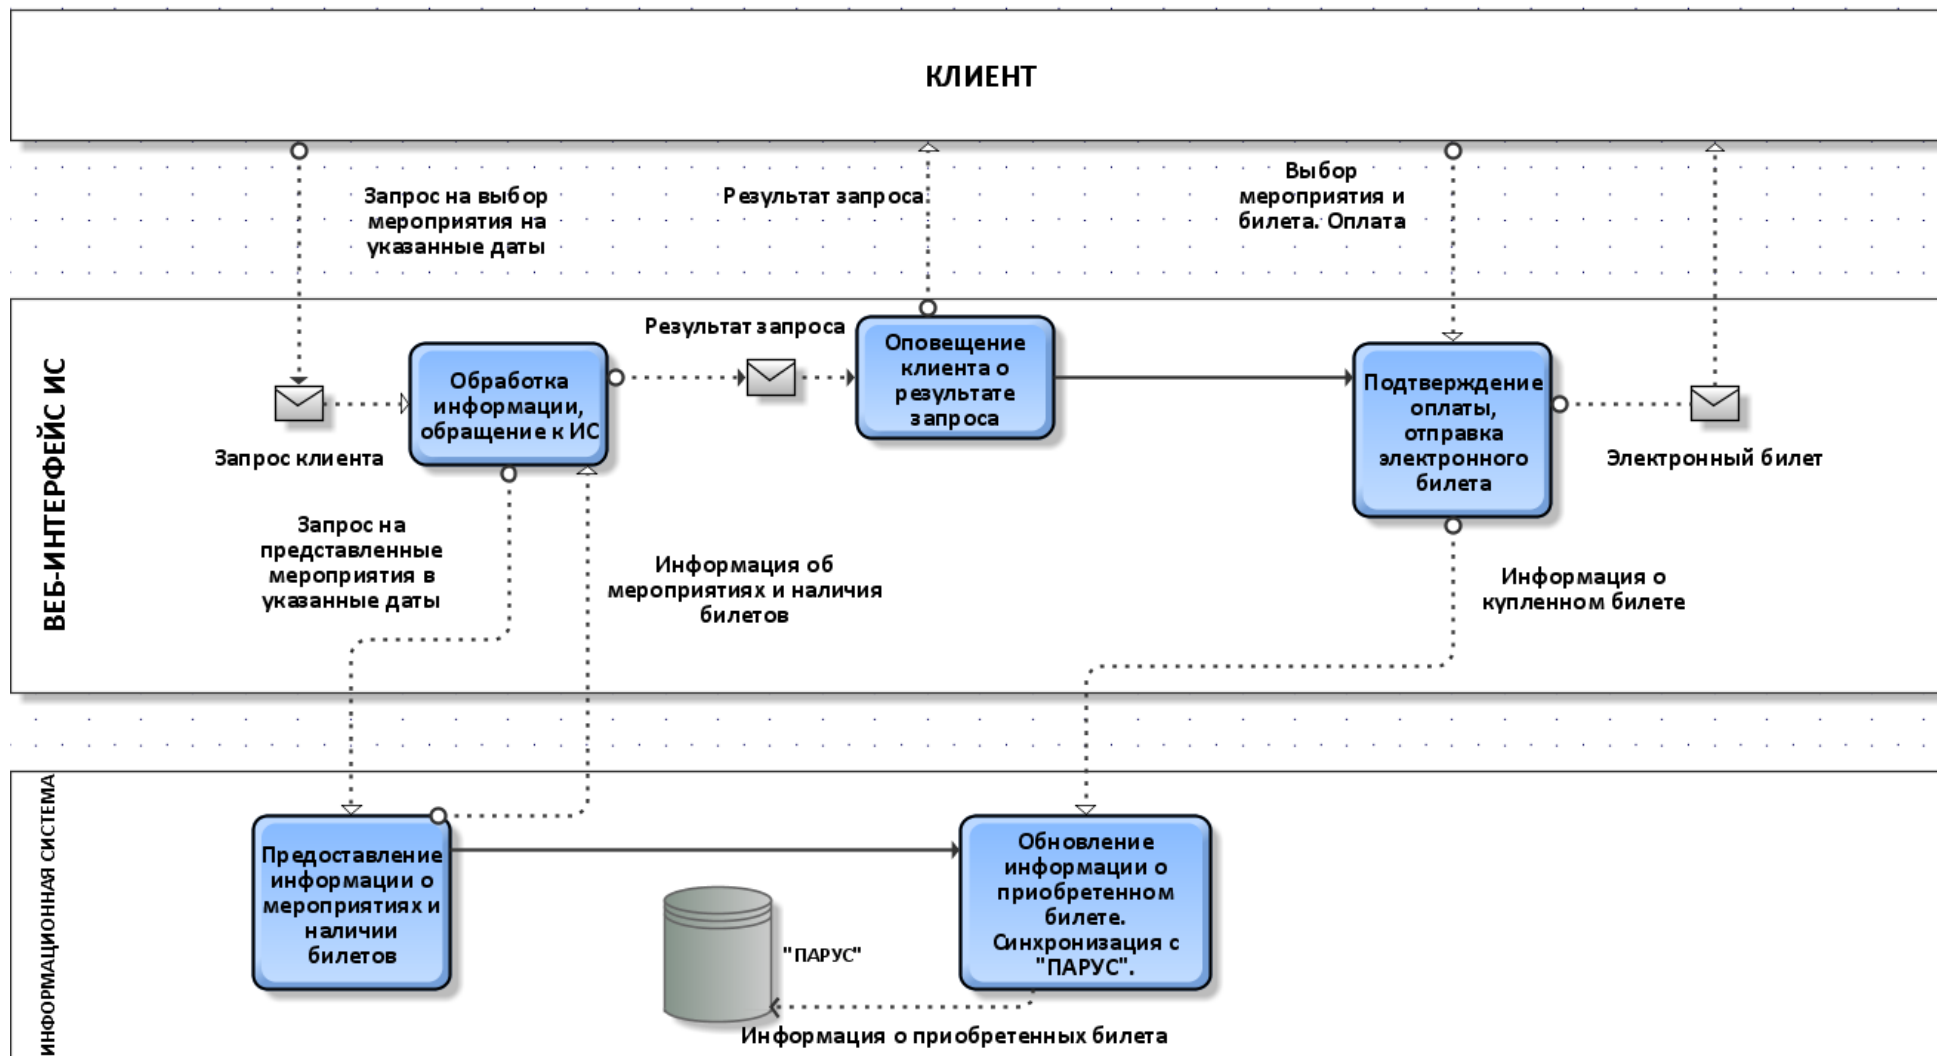 КЛИЕНТ
Запрос на выбор
мероприятия на
указанные даты
Результат запроса
Выбор
мероприятия и
билета. Оплата
ВЕБ-ИНТЕРФЕЙС ИС
Запрос клиента
Обработка
информации,
обращение к ИС
Результат запроса
Оповещение
клиента о
результате
запроса
Подтверждение
оплаты,
отправка
электронного
билета
Электронный билет
Запрос на
представленные
мероприятия в
указанные даты
Информация об
мероприятиях и наличия
билетов
Информация о
купленном билете
ИНФОРМАЦИОННАЯ СИСТЕМА
Предоставление
информации о
мероприятиях и
наличии
билетов
"ПАРУС"
Обновление
информации о
приобретенном
билете.
Синхронизация с
"ПАРУС".
Информация о приобретенных билета